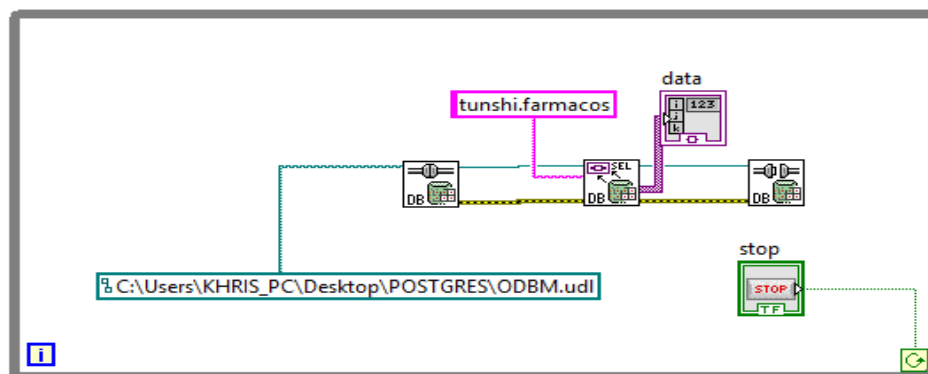 data
tunshi.farmacos
i
123
j
k
SEL
DB
DB
DB
stop
C:\Users\KHRIS_PC\Desktop\POSTGRES\ODBM.udl
STOP
TF
i